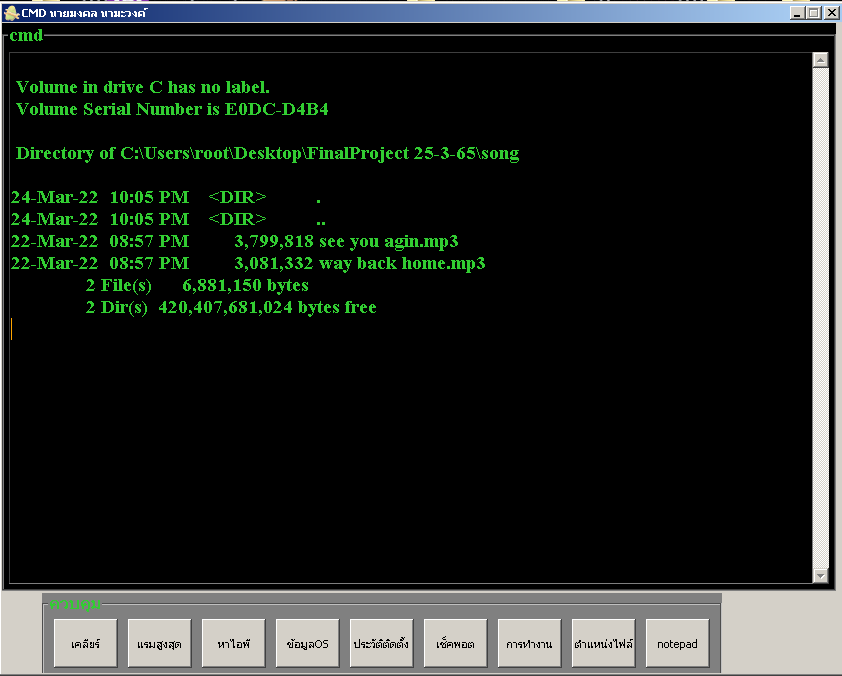 CMD นายมงคล นามะวงค์
cmd
Volume in drive C has no label.
Volume Serial Number is E0DC-D4B4
Directory of C:\Users\root\Desktop\FinalProject 25-3-65\song
24-Mar-22 10:05 PM <DIR> .
24-Mar-22 10:05 PM <DIR> ..
22-Mar-22 08:57 PM 3,799,818 see you agin.mp3
22-Mar-22 08:57 PM 3,081,332 way back home.mp3
2 File(s) 6,881,150 bytes
2 Dir(s) 420,407,681,024 bytes free
ควบคุม
เคลียร์
แรมสูงสุด
หาไอพี
ข้อมูลOS
ประวัติติดตั้ง
เช็คพอต
การทำงาน
ตำแหน่งไฟล์
notepad